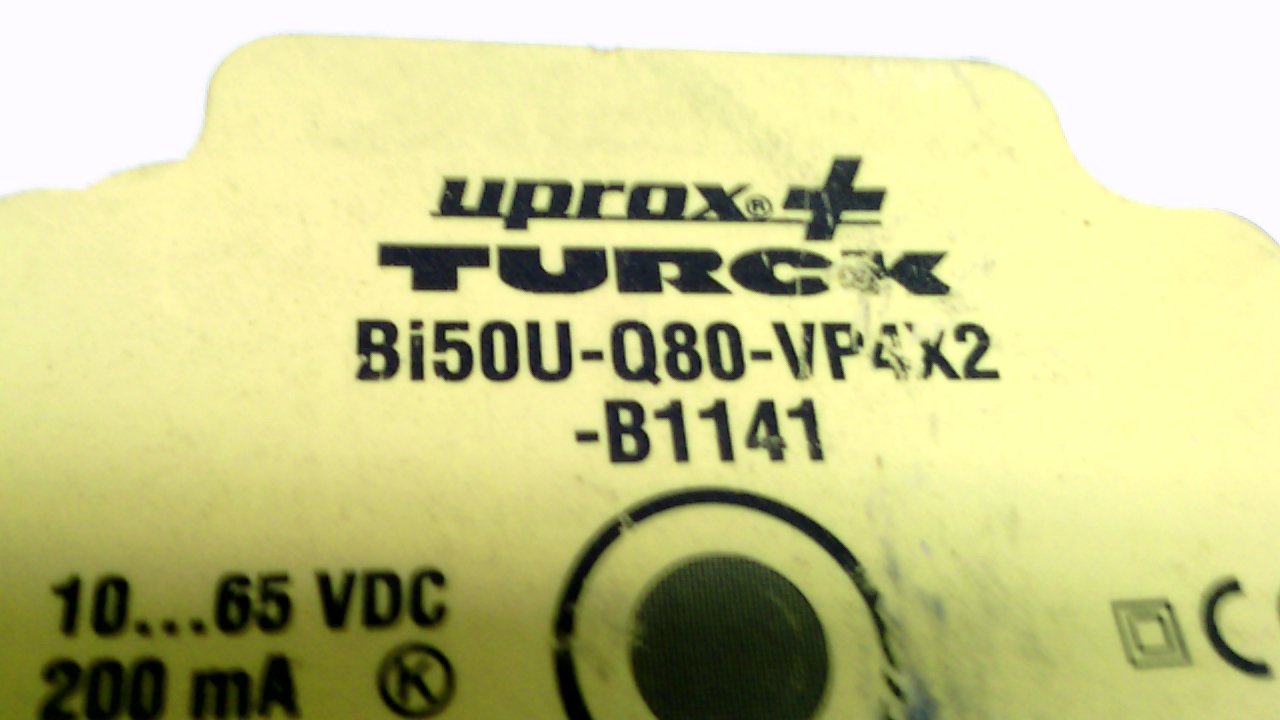 uprox®+
TURCK
Bi50U-Q80-VP4X2
-B1141
10...65 VDC
200 mA K
C